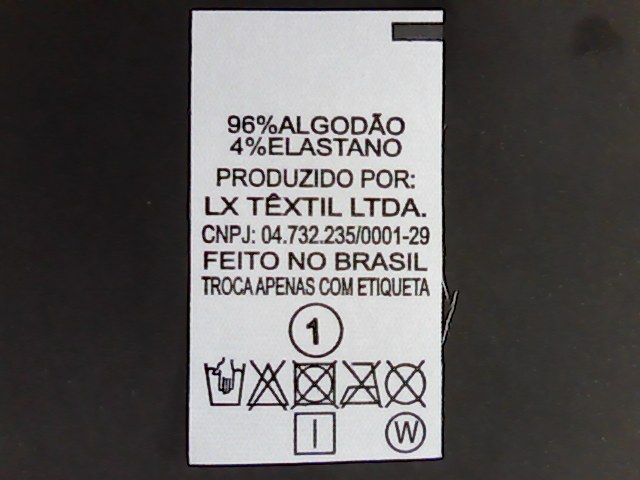 96%ALGODÃO
4%ELASTANO
PRODUZIDO POR:
LX TÊXTIL LTDA.
CNPJ: 04.732.235/0001-29
FEITO NO BRASIL
TROCA APENAS COM ETIQUETA
1
W